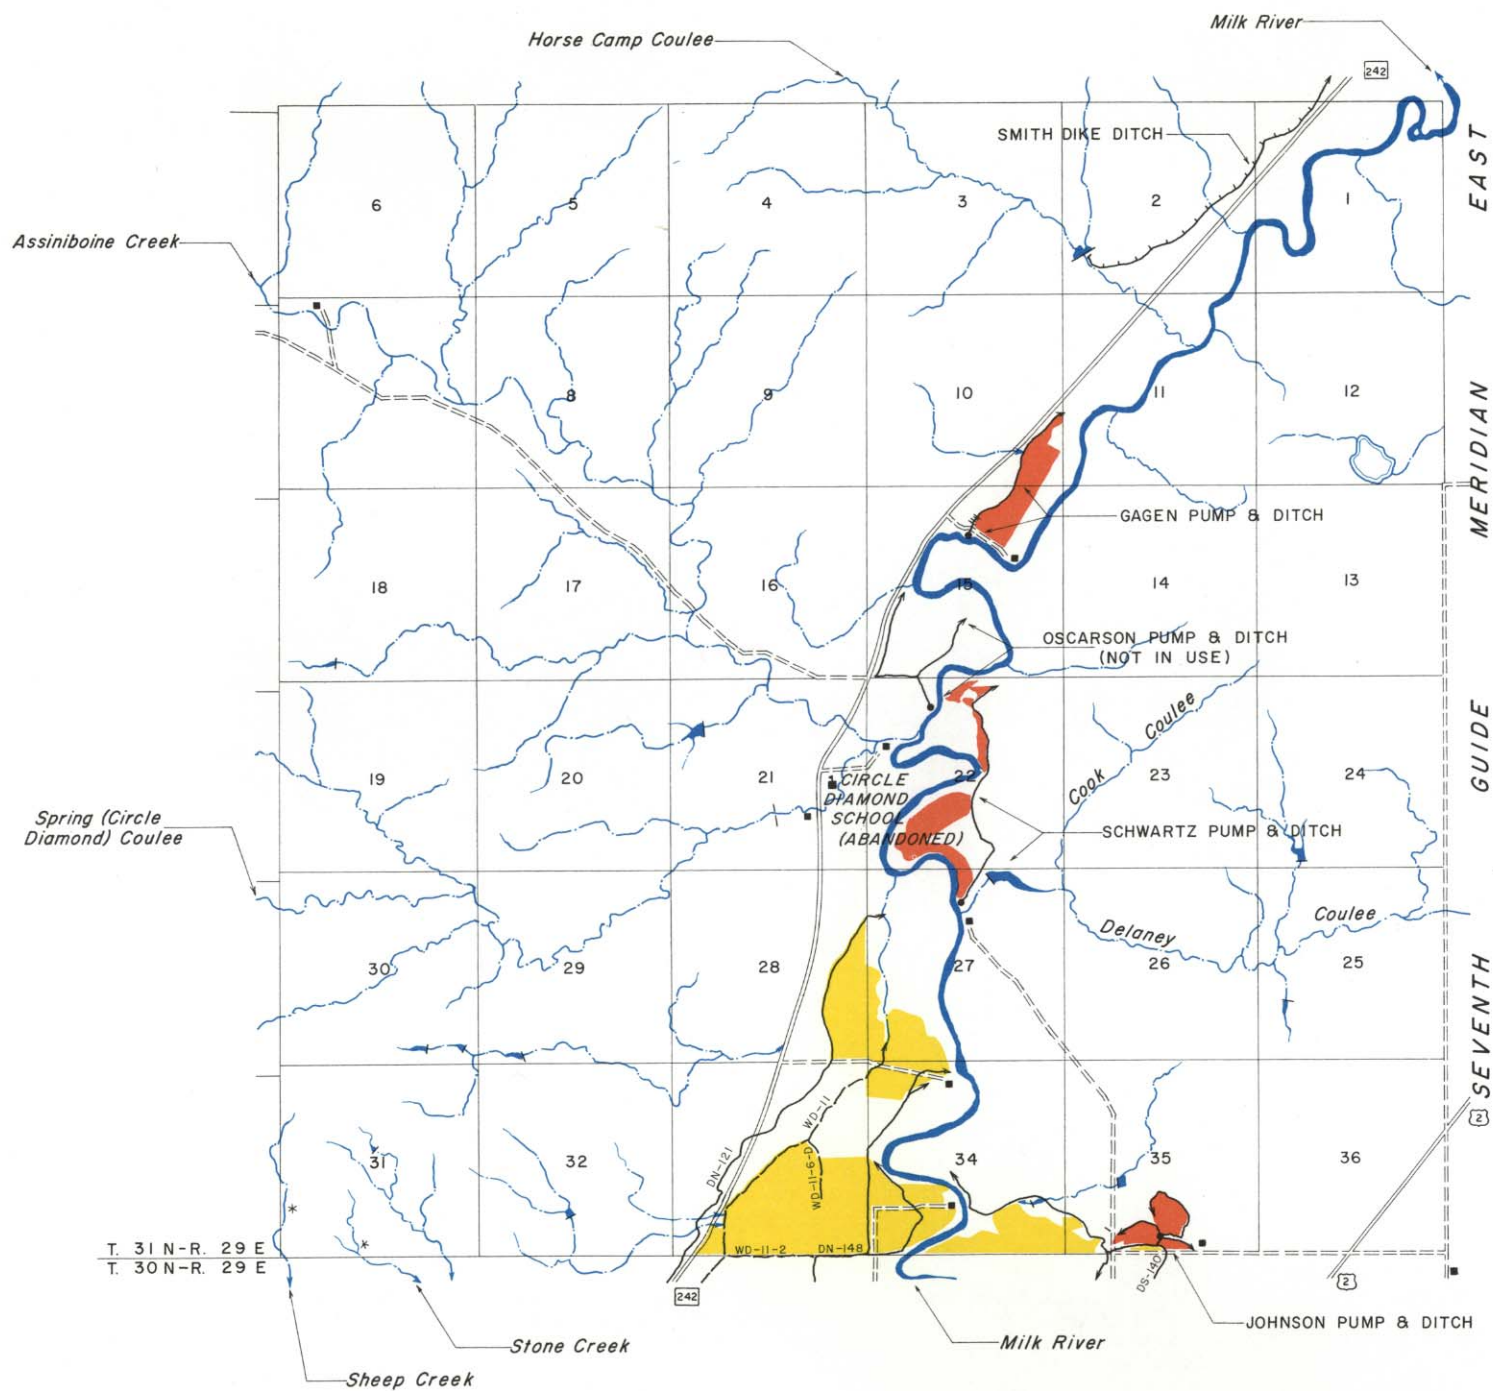 Milk River
Horse Camp Coulee
242
SMITH DIKE DITCH
EAST
6
5
4
3
2
1
Assiniboine Creek
8
9
10
11
12
MERIDIAN
GAGEN PUMP & DITCH
18
17
16
15
14
13
OSCARSON PUMP & DITCH
(NOT IN USE)
GUIDE
Cook Coulee
19
20
21
22
23
24
CIRCLE
DIAMOND
SCHOOL
(ABANDONED)
Spring (Circle
Diamond) Coulee
SCHWARTZ PUMP & DITCH
Delaney Coulee
30
29
28
27
26
25
SEVENTH
2
WD-11
31
32
DN-121
WD-11-6-D
34
35
36
T. 31 N-R. 29 E
T. 30 N-R. 29 E
WD-11-2
DN-148
DS-140
242
2
JOHNSON PUMP & DITCH
Stone Creek
Milk River
Sheep Creek